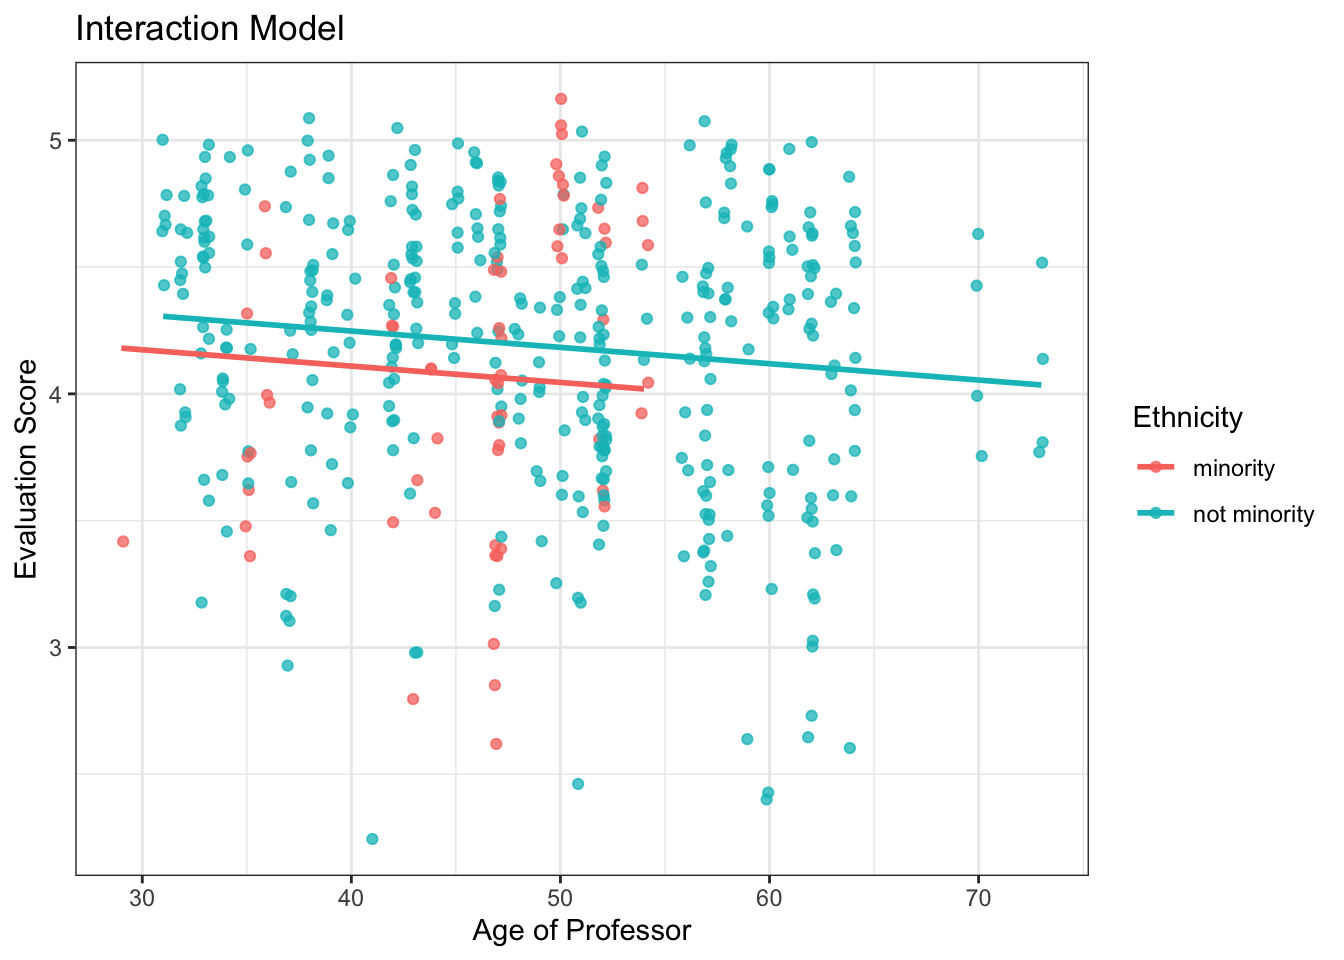 Interaction Model
5
4
3
Evaluation Score
30 40 50 60 70
Age of Professor
Ethnicity
minority
not minority